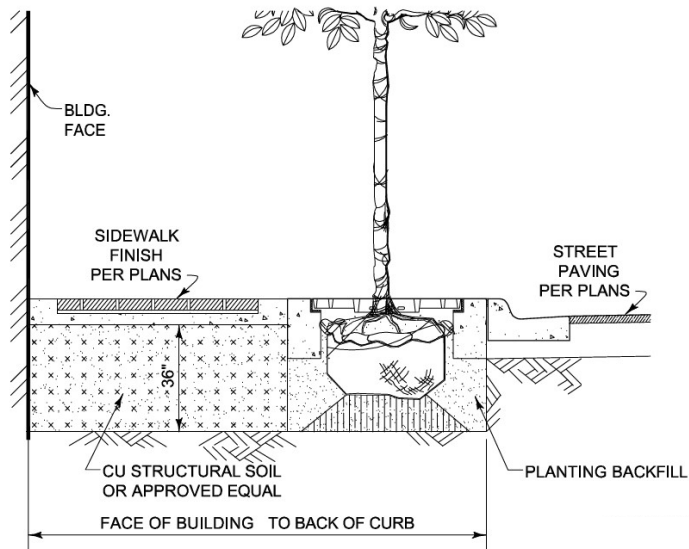 BLDG.
FACE
SIDEWALK
FINISH
PER PLANS
STREET
PAVING
PER PLANS
36"
CU STRUCTURAL SOIL
OR APPROVED EQUAL
PLANTING BACKFILL
FACE OF BUILDING TO BACK OF CURB